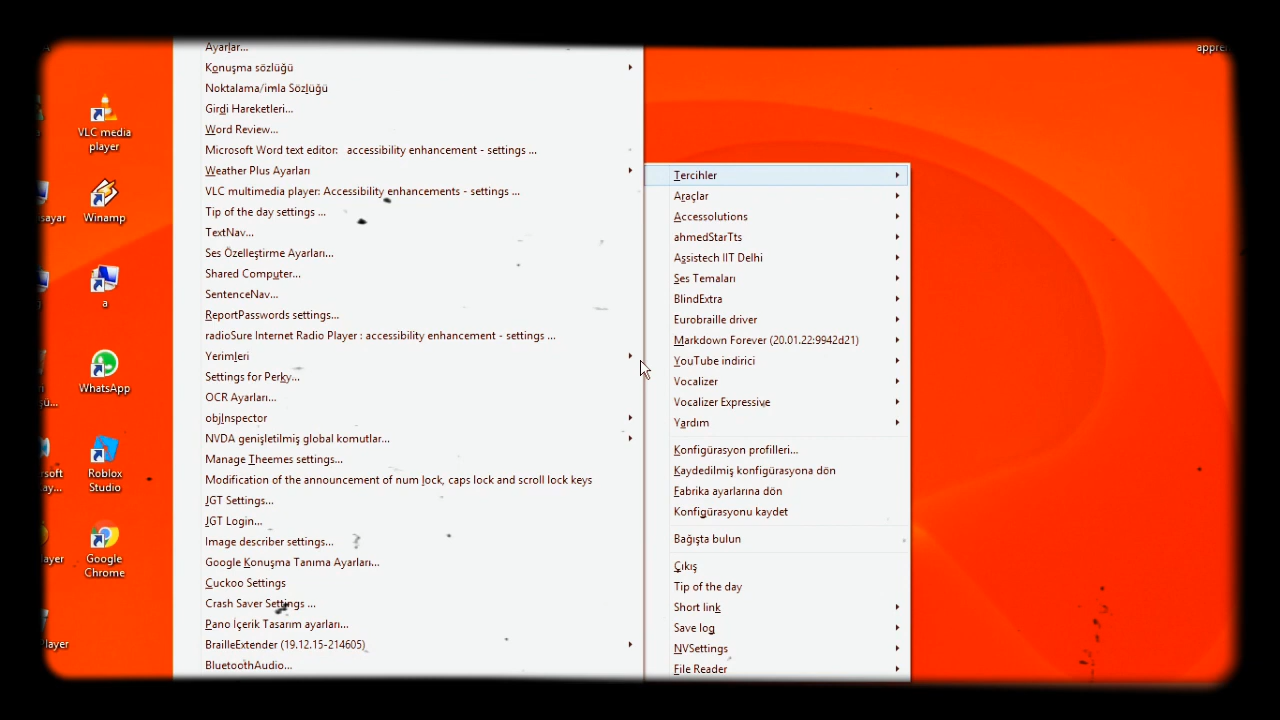 appre
VLC media
player
asayar
Winamp
a
WhatsApp
Roblox
Studio
Google
Chrome
Ayarlar...
Konuşma sözlüğü
Noktalama/imla Sözlüğü
Girdi Hareketleri...
Word Review...
Microsoft Word text editor: accessibility enhancement - settings ...
Weather Plus Ayarları
VLC multimedia player: Accessibility enhancements - settings ...
Tip of the day settings ...
TextNav...
Ses Özelleştirme Ayarları...
Shared Computer...
SentenceNav...
ReportPasswords settings...
radioSure Internet Radio Player : accessibility enhancement - settings ...
Yerimleri
Settings for Perky...
OCR Ayarları...
objInspector
NVDA genişletilmiş global komutlar...
Manage Theemes settings...
Modification of the announcement of num lock, caps lock and scroll lock keys
JGT Settings...
JGT Login...
Image describer settings...
Google Konuşma Tanıma Ayarları...
Cuckoo Settings
Crash Saver Settings ...
Pano İçerik Tasarım ayarları...
BrailleExtender (19.12.15-214605)
BluetoothAudio...
Tercihler
Araçlar
Accessolutions
ahmedStarTts
Assistech IIT Delhi
Ses Temaları
BlindExtra
Eurobraille driver
Markdown Forever (20.01.22:9942d21)
YouTube indirici
Vocalizer
Vocalizer Expressive
Yardım
Konfigürasyon profilleri...
Kaydedilmiş konfigürasyona dön
Fabrika ayarlarına dön
Konfigürasyonu kaydet
Bağışta bulun
Çıkış
Tip of the day
Short link
Save log
NVSettings
File Reader